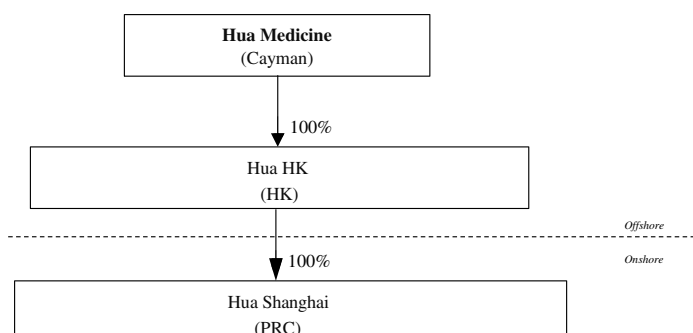 Hua Medicine
(Cayman)
100%
Hua HK
(HK)
Offshore
100%
Onshore
Hua Shanghai
(PRC)